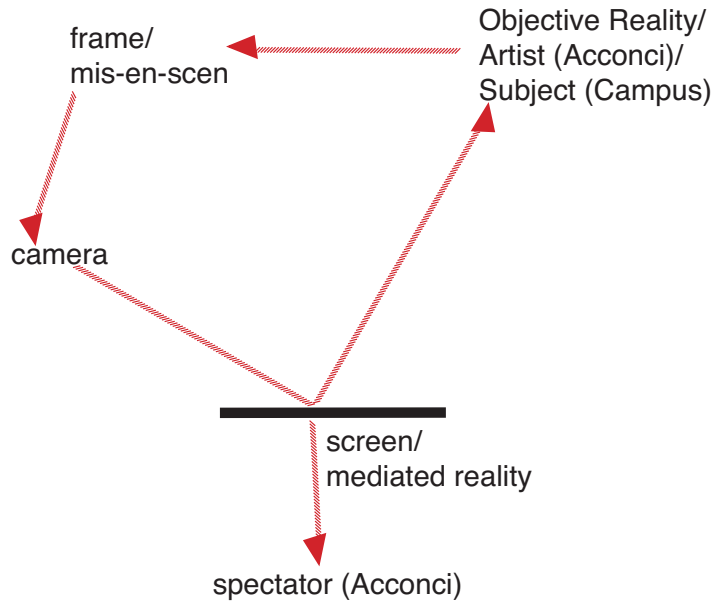 frame/
mis-en-scen
Objective Reality/
Artist (Acconci)/
Subject (Campus)
camera
screen/
mediated reality
spectator (Acconci)